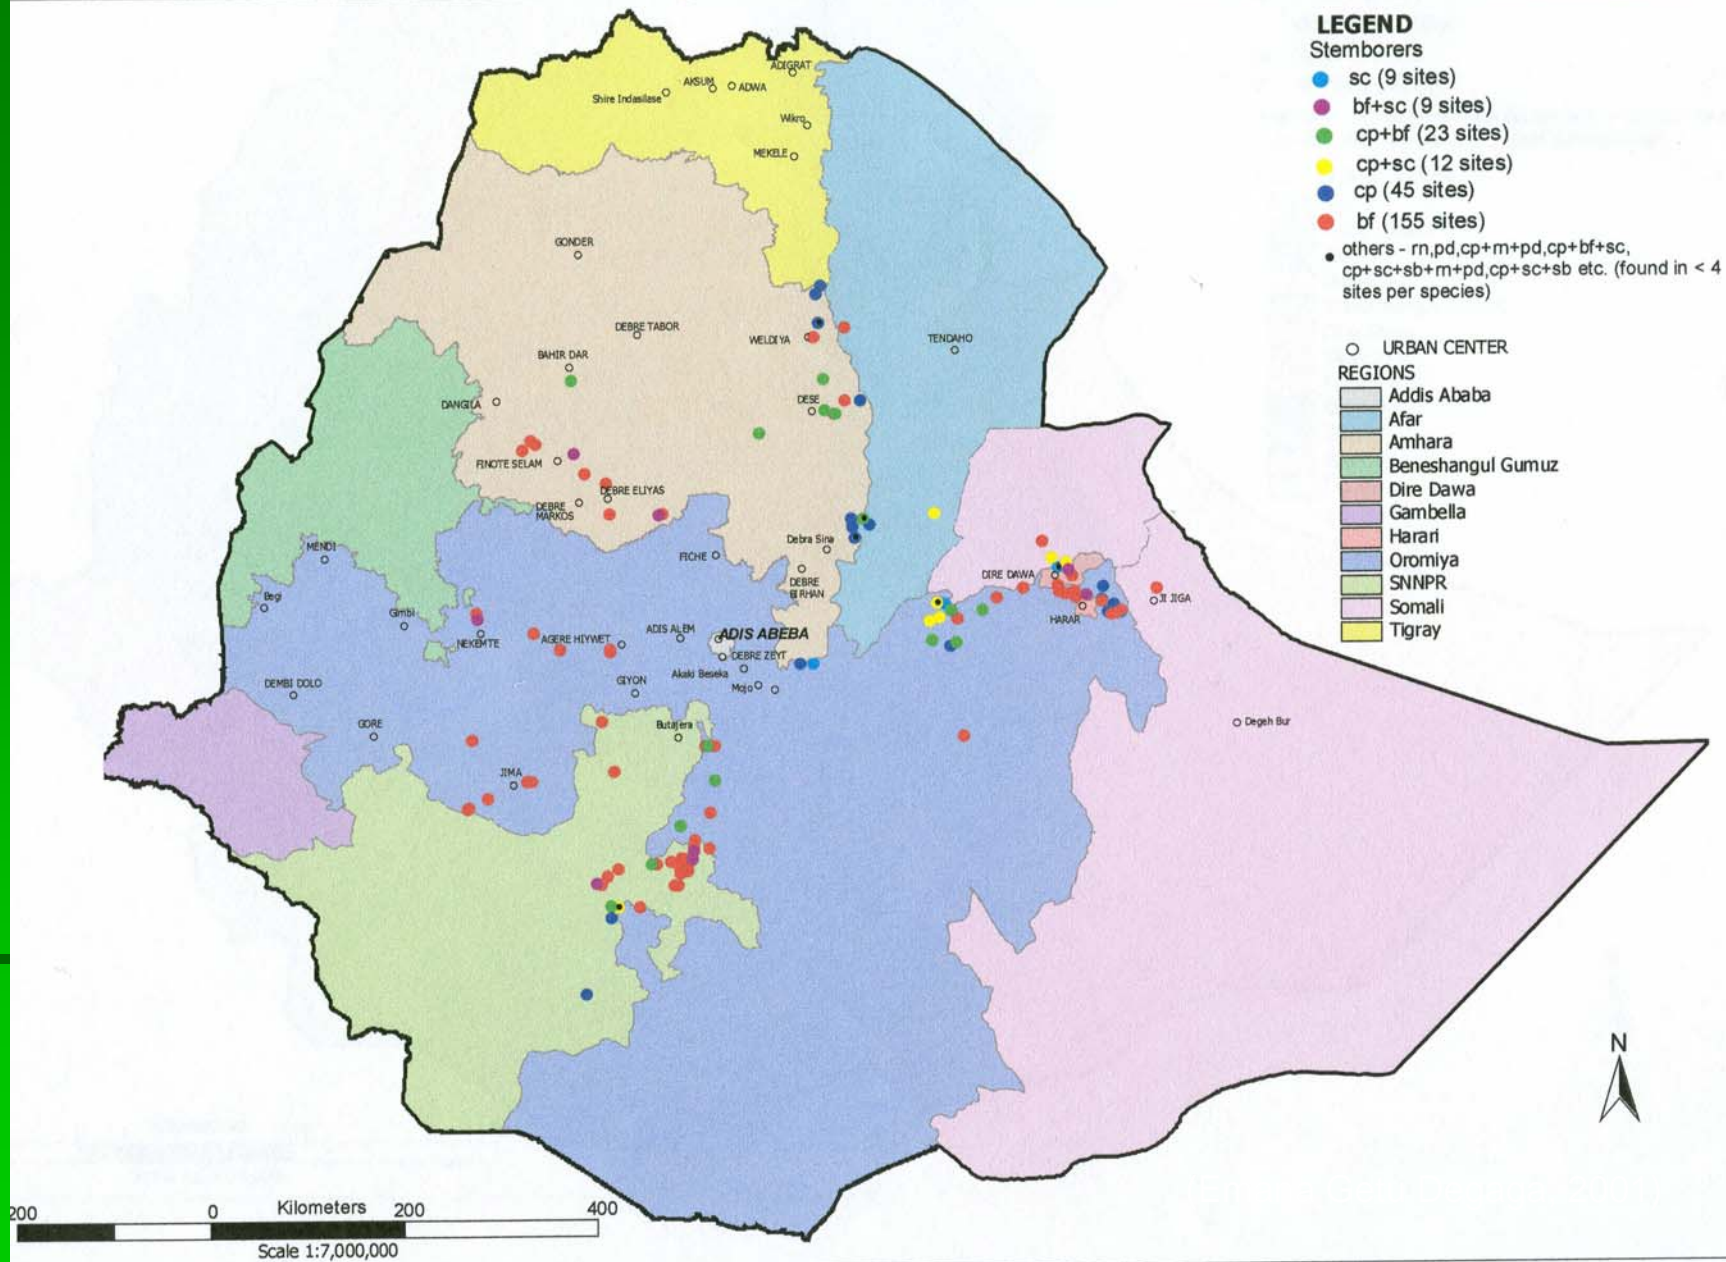 LEGEND
Stemborers
sc (9 sites)
bf+sc (9 sites)
cp+bf (23 sites)
cp+sc (12 sites)
cp (45 sites)
bf (155 sites)
others - rn,pd,cp+m+pd,cp+bf+sc,
cp+sc+sb+m+pd,cp+sc+sb etc. (found in < 4
sites per species)
URBAN CENTER
REGIONS
Addis Ababa
Afar
Amhara
Beneshangul Gumuz
Dire Dawa
Gambella
Harari
Oromiya
SNNPR
Somali
Tigray
ADIGRAT
AKSUM
ADWA
Shire Indasilase
Wikro
MEKELE
GONDER
DEBRE TABOR
WELDIYA
TENDAHO
BAHIR DAR
DANGILA
DESE
FINOTE SELAM
DEBRE ELIYAS
DEBRE
MARKOS
Debra Sina
MENDI
FICHE
DEBRE
BIRHAN
DIRE DAWA
Begi
Gimbi
JI JIGA
HARAR
NEKEMTE
AGERE HIYWET
ADIS ALEM
ADIS ABEBA
DEBRE ZEYT
Akaki Beseka
DEMBI DOLO
GIYON
Mojo
GORE
Butajera
Degeh Bur
JIMA
N
200
0
Kilometers
200
400
Scale 1:7,000,000